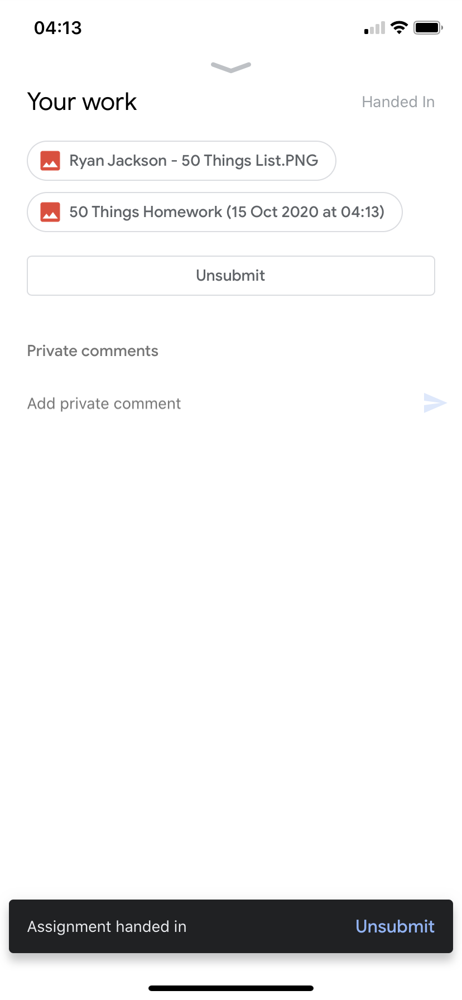 04:13
Your work
Handed In
Ryan Jackson - 50 Things List.PNG
50 Things Homework (15 Oct 2020 at 04:13)
Unsubmit
Private comments
Add private comment
Assignment handed in
Unsubmit